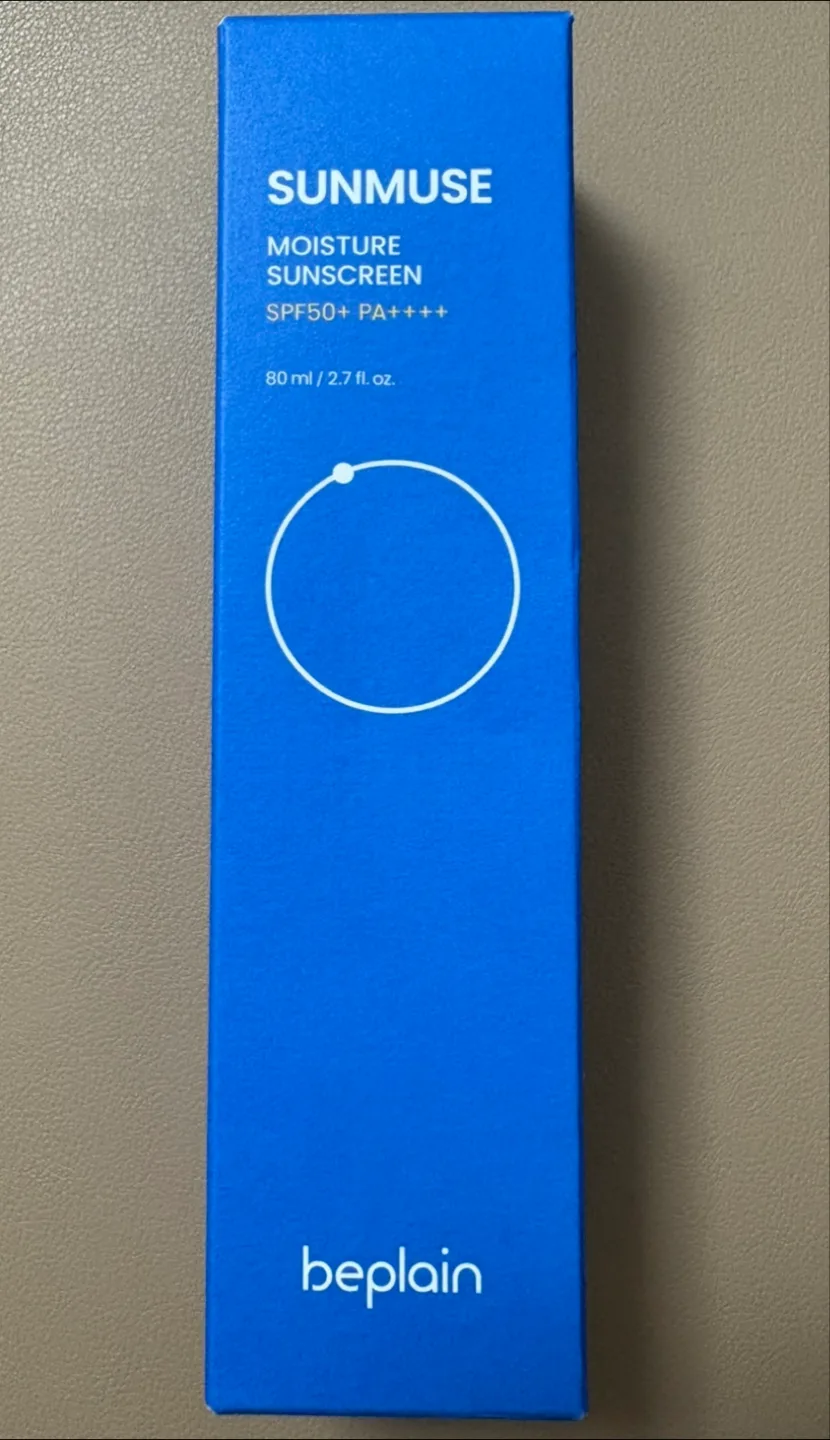 SUNMUSE
MOISTURE
SUNSCREEN
SPF50+ PA++++
80 ml / 2.7 fl. oz.
beplain